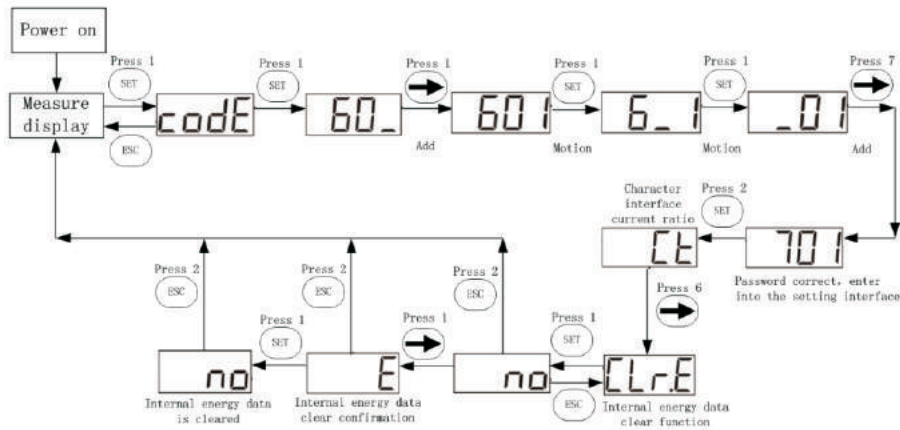 Power on
Press 1
SET
Press 1
SET
Press 1
Press 1
SET
Press 1
SET
Press 7
Measure
display
ESC
codE
60_
601
6_1
_01
Add
Motion
Motion
Add
Character
interface
current ratio
Press 2
SET
Ct
701
Password correct, enter
into the setting interface
Press 6
Press 2
ESC
Press 2
ESC
Press 2
ESC
Press 1
SET
Press 1
Press 1
SET
no
E
no
CLr.E
ESC
Internal energy data
is cleared
Internal energy data
clear confirmation
Internal energy data
clear function